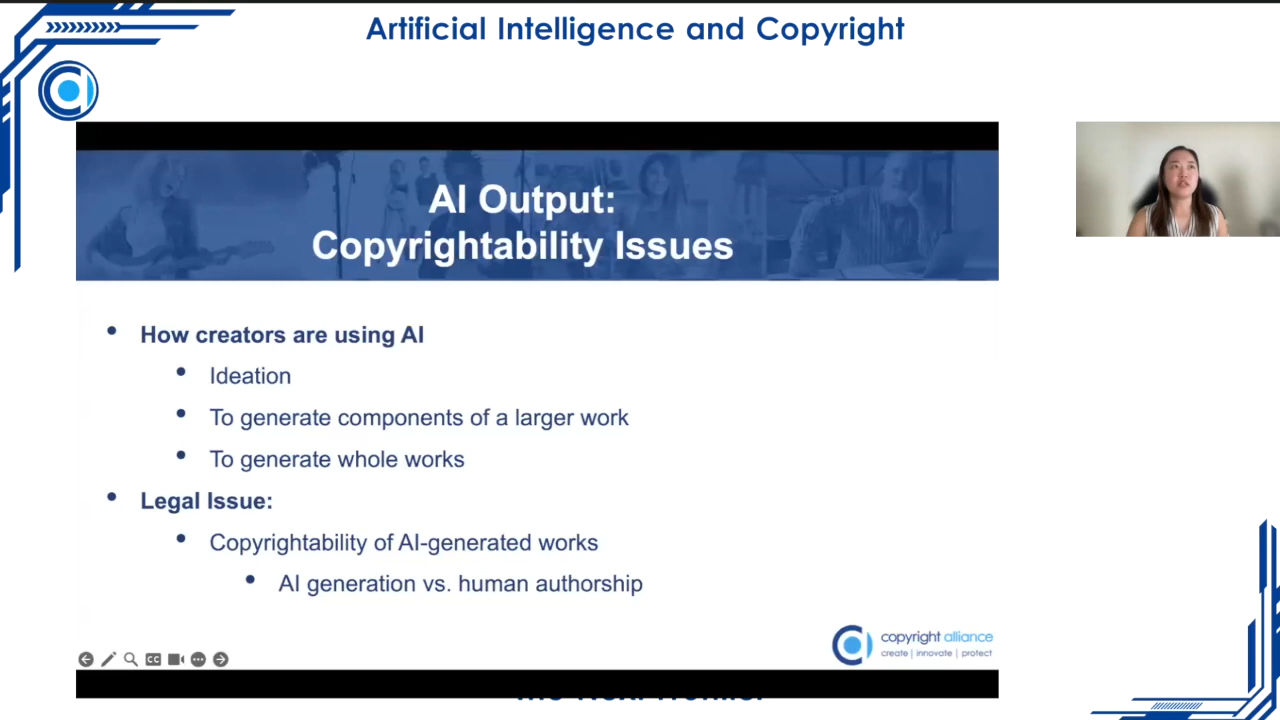 Artificial Intelligence and Copyright
AI Output:
Copyrightability Issues
How creators are using AI
Ideation
To generate components of a larger work
To generate whole works
Legal Issue:
Copyrightability of AI-generated works
AI generation vs. human authorship
copyright alliance
create | innovate | protect
CC